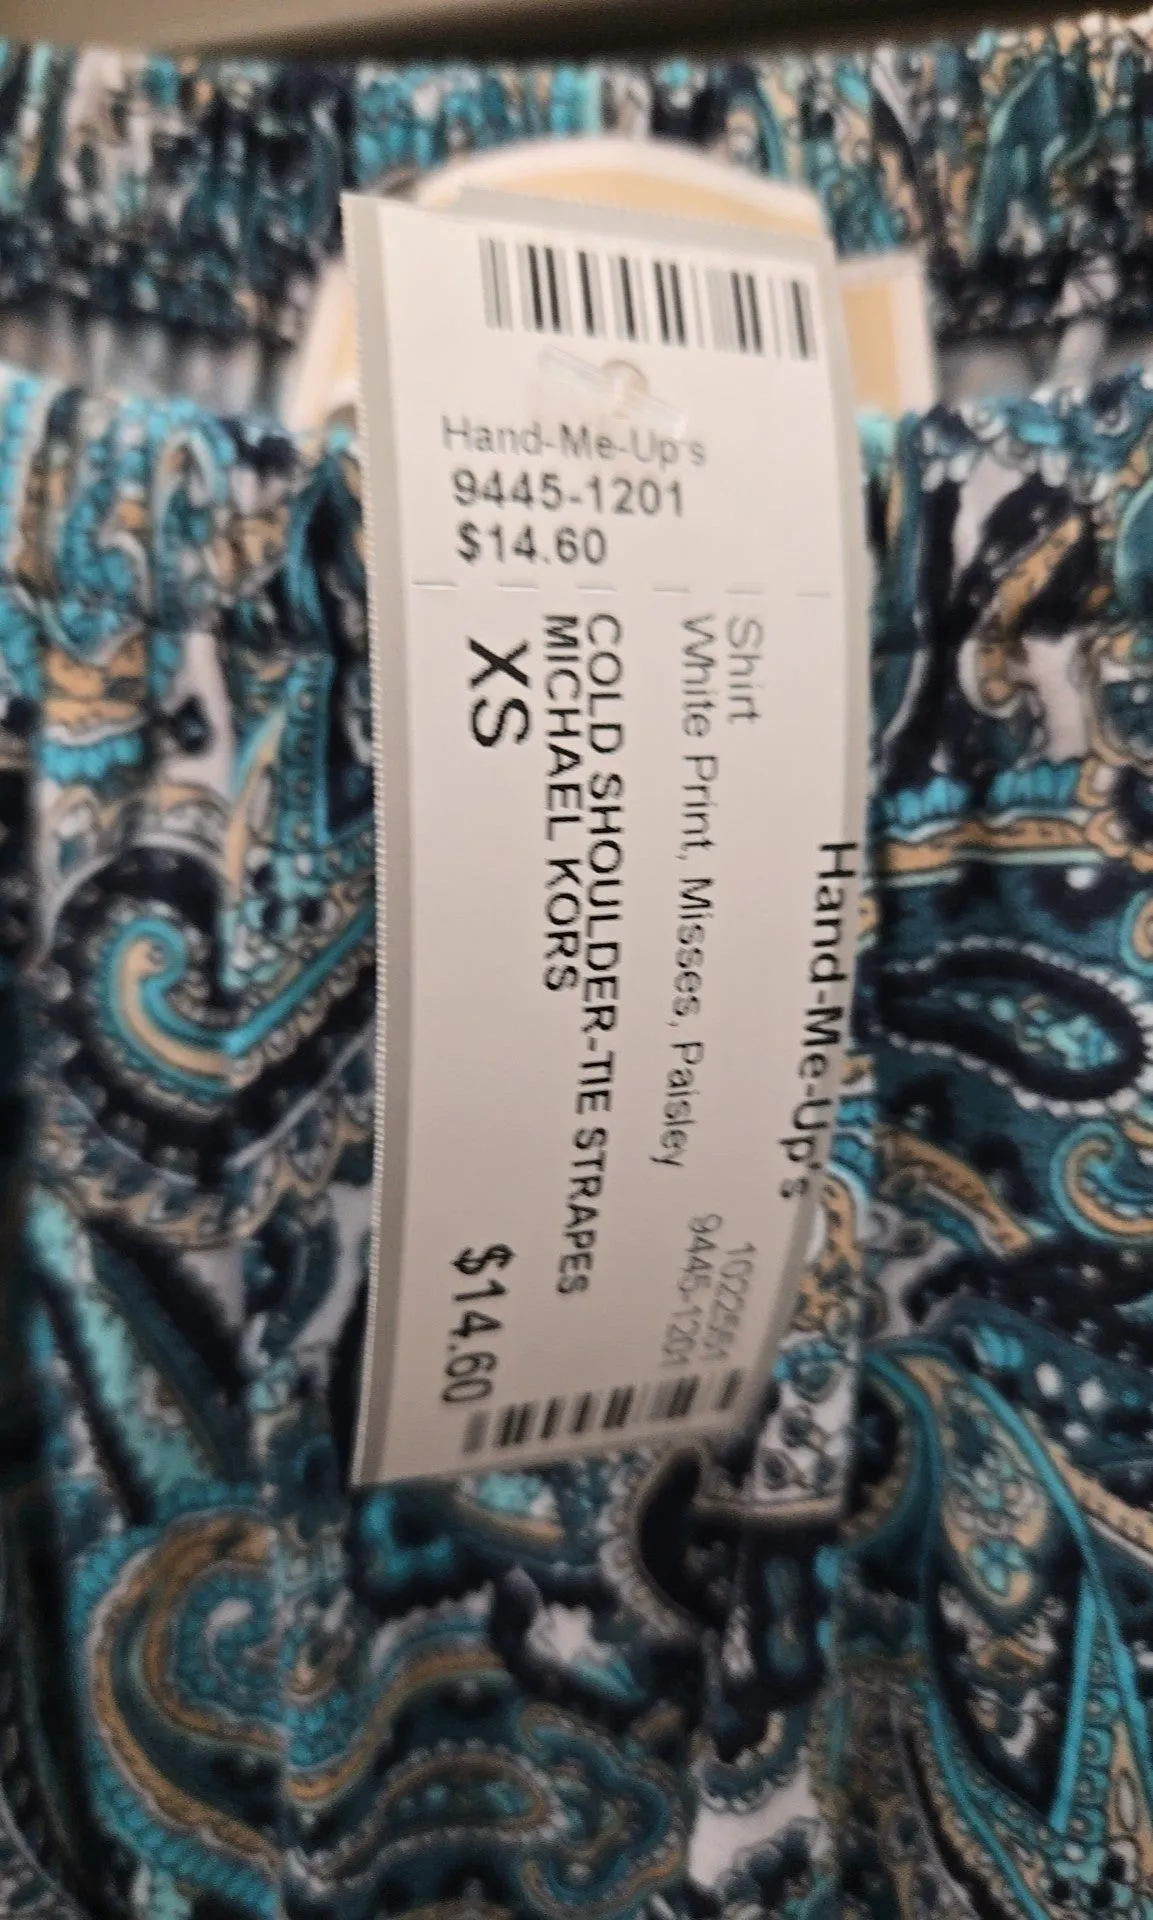 Hand-Me-Up's
9445-1201
$14.60
Hand-Me-Up's
Shirt
White Print, Misses, Paisley
9445-1201
COLD SHOULDER-TIE STRAPES
MICHAEL KORS
XS
$14.60